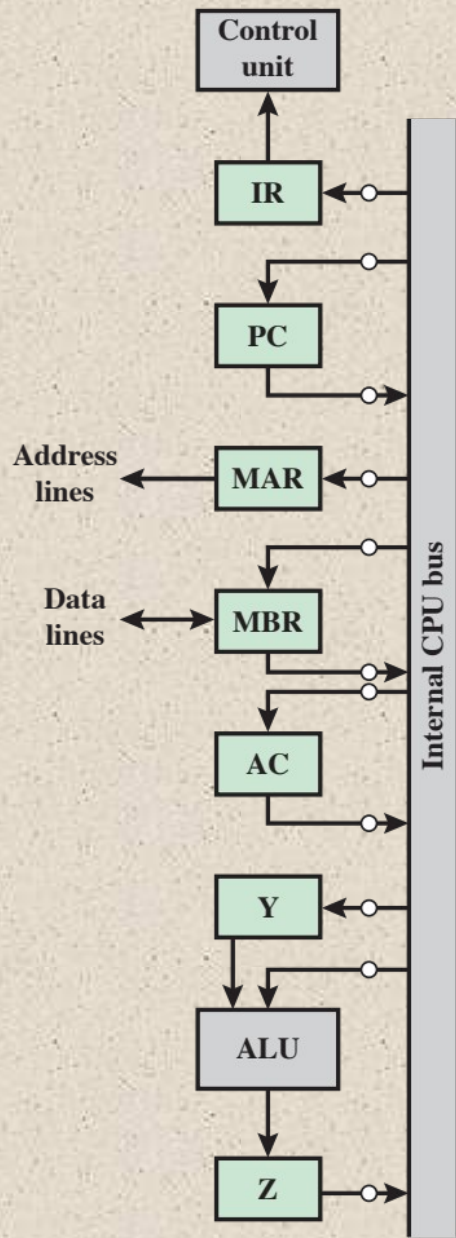 Control
unit
IR
PC
Address
lines
MAR
Data
lines
MBR
AC
Y
ALU
Z
Internal CPU bus